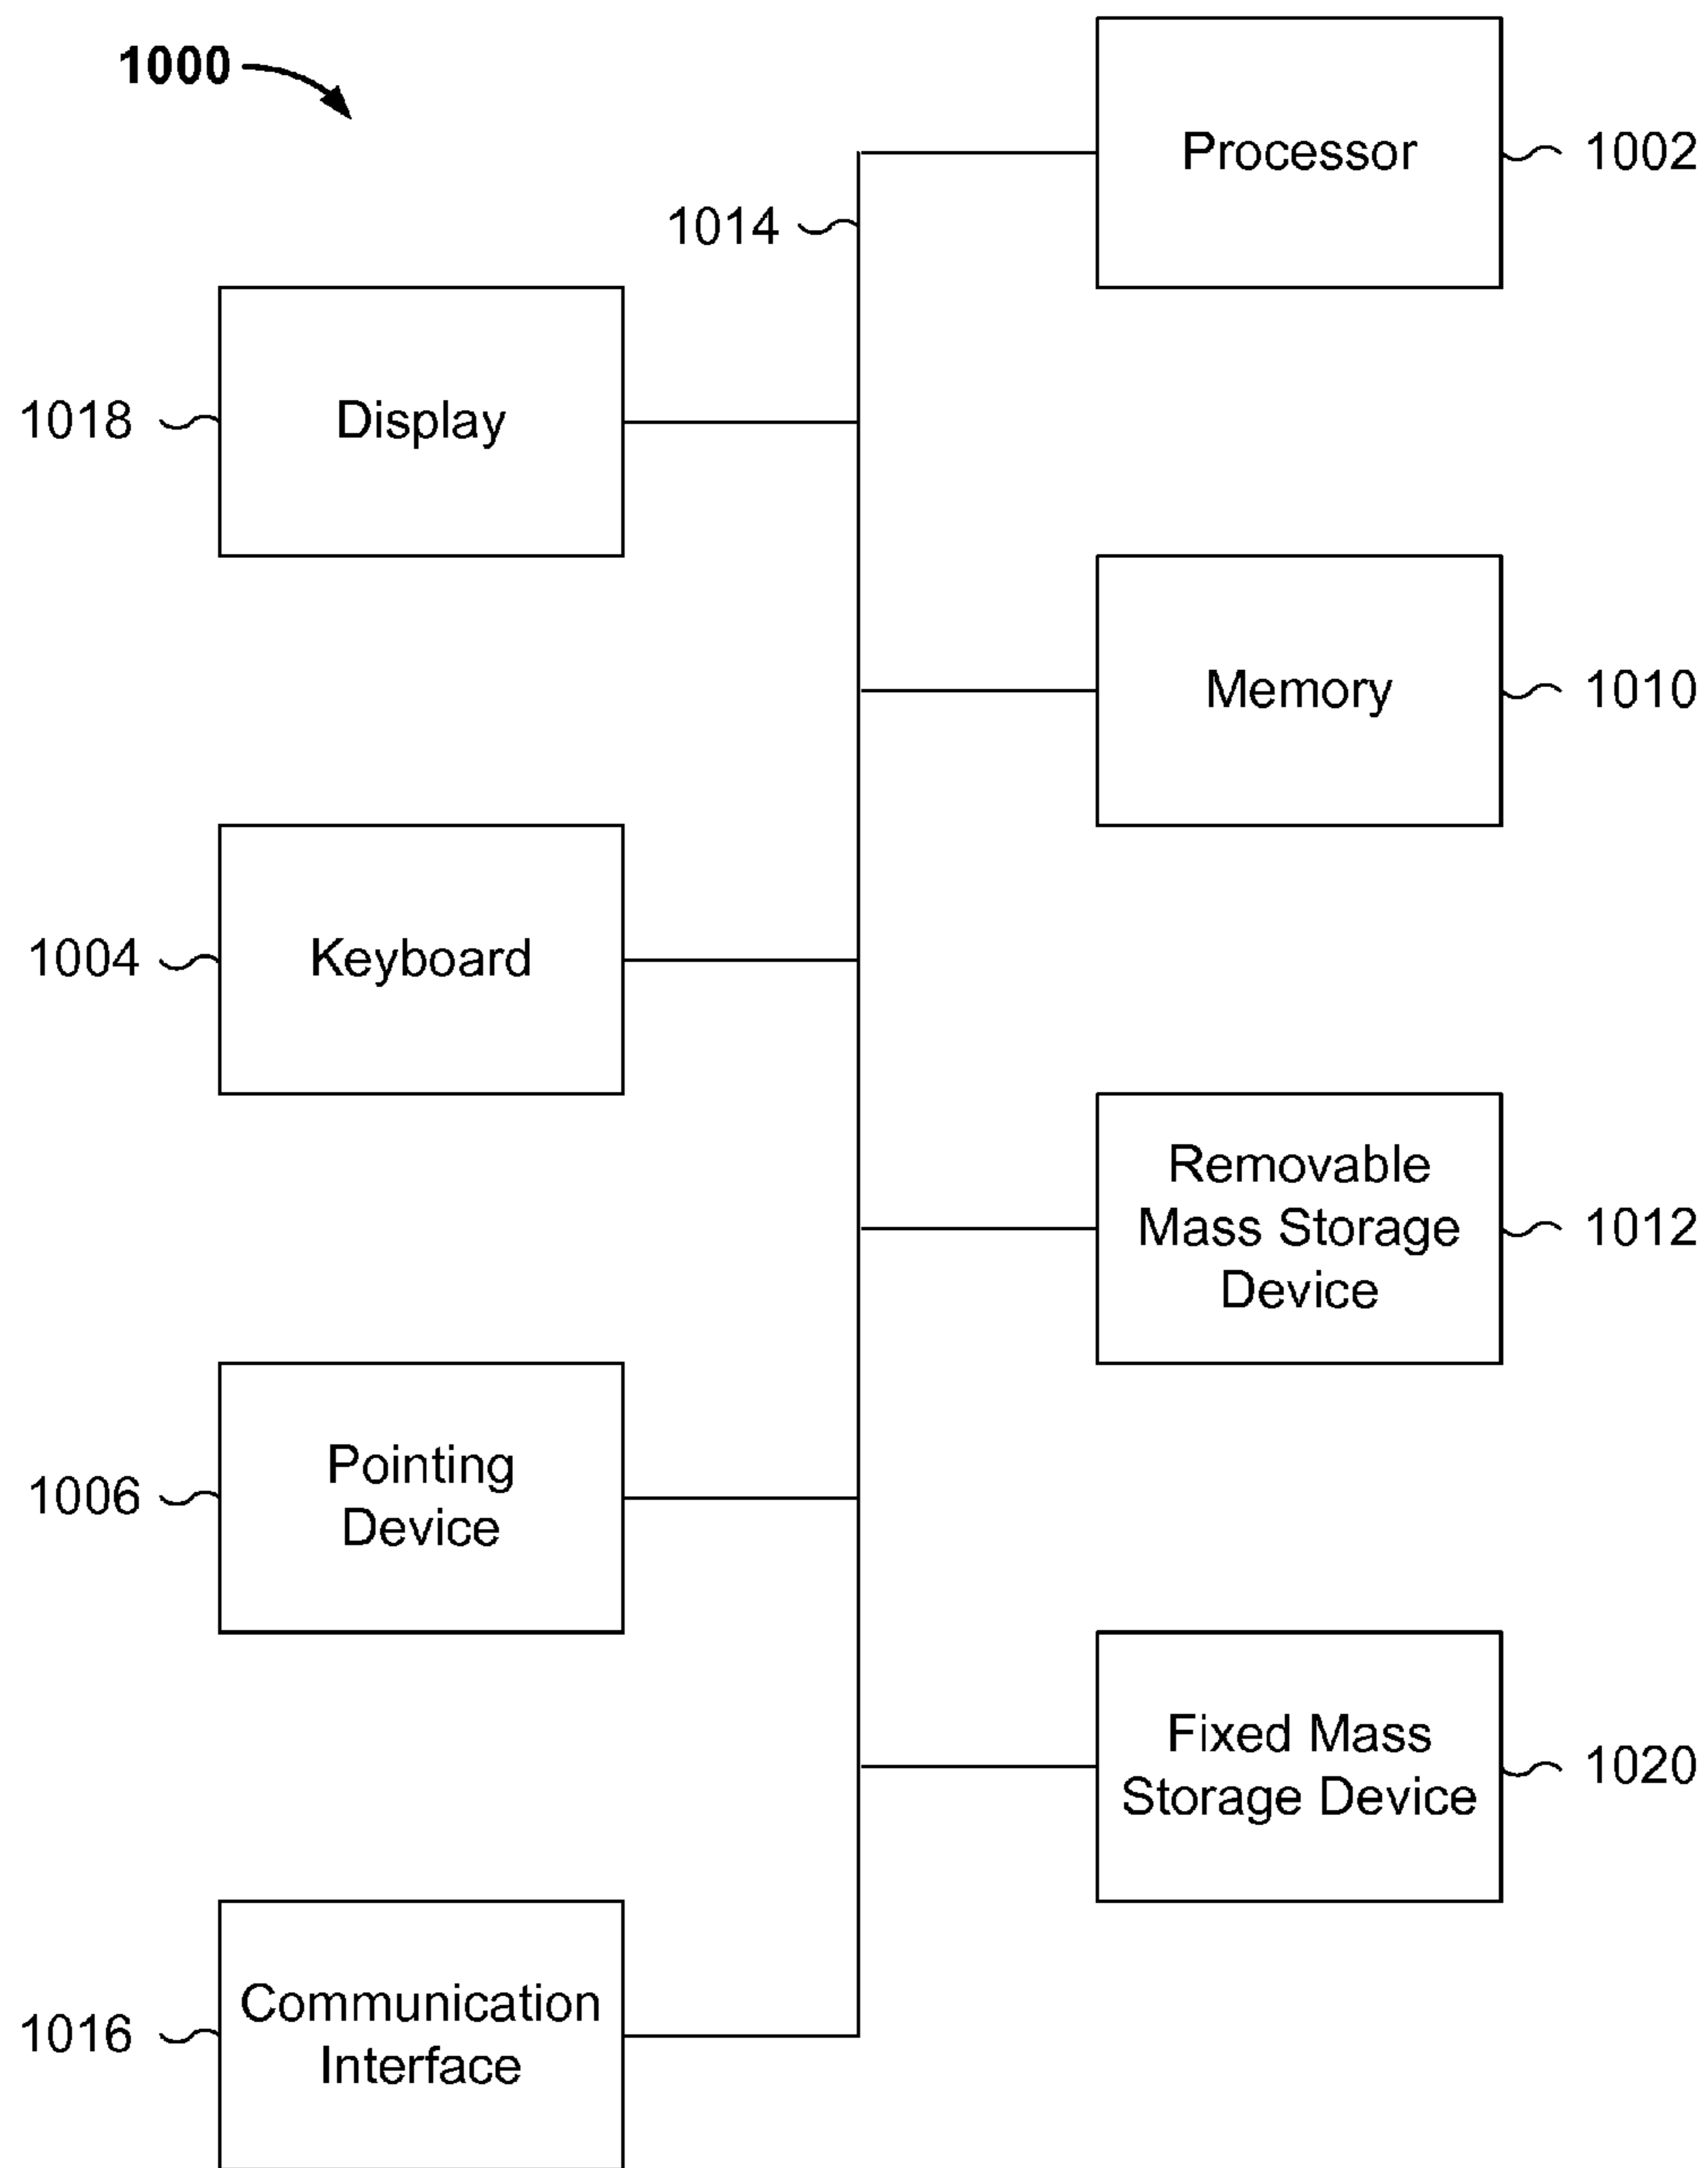 1000
Processor
1002
1014
Display
1018
Memory
1010
Keyboard
1004
Removable
Mass Storage
Device
1012
Pointing
Device
1006
Fixed Mass
Storage Device
1020
Communication
Interface
1016